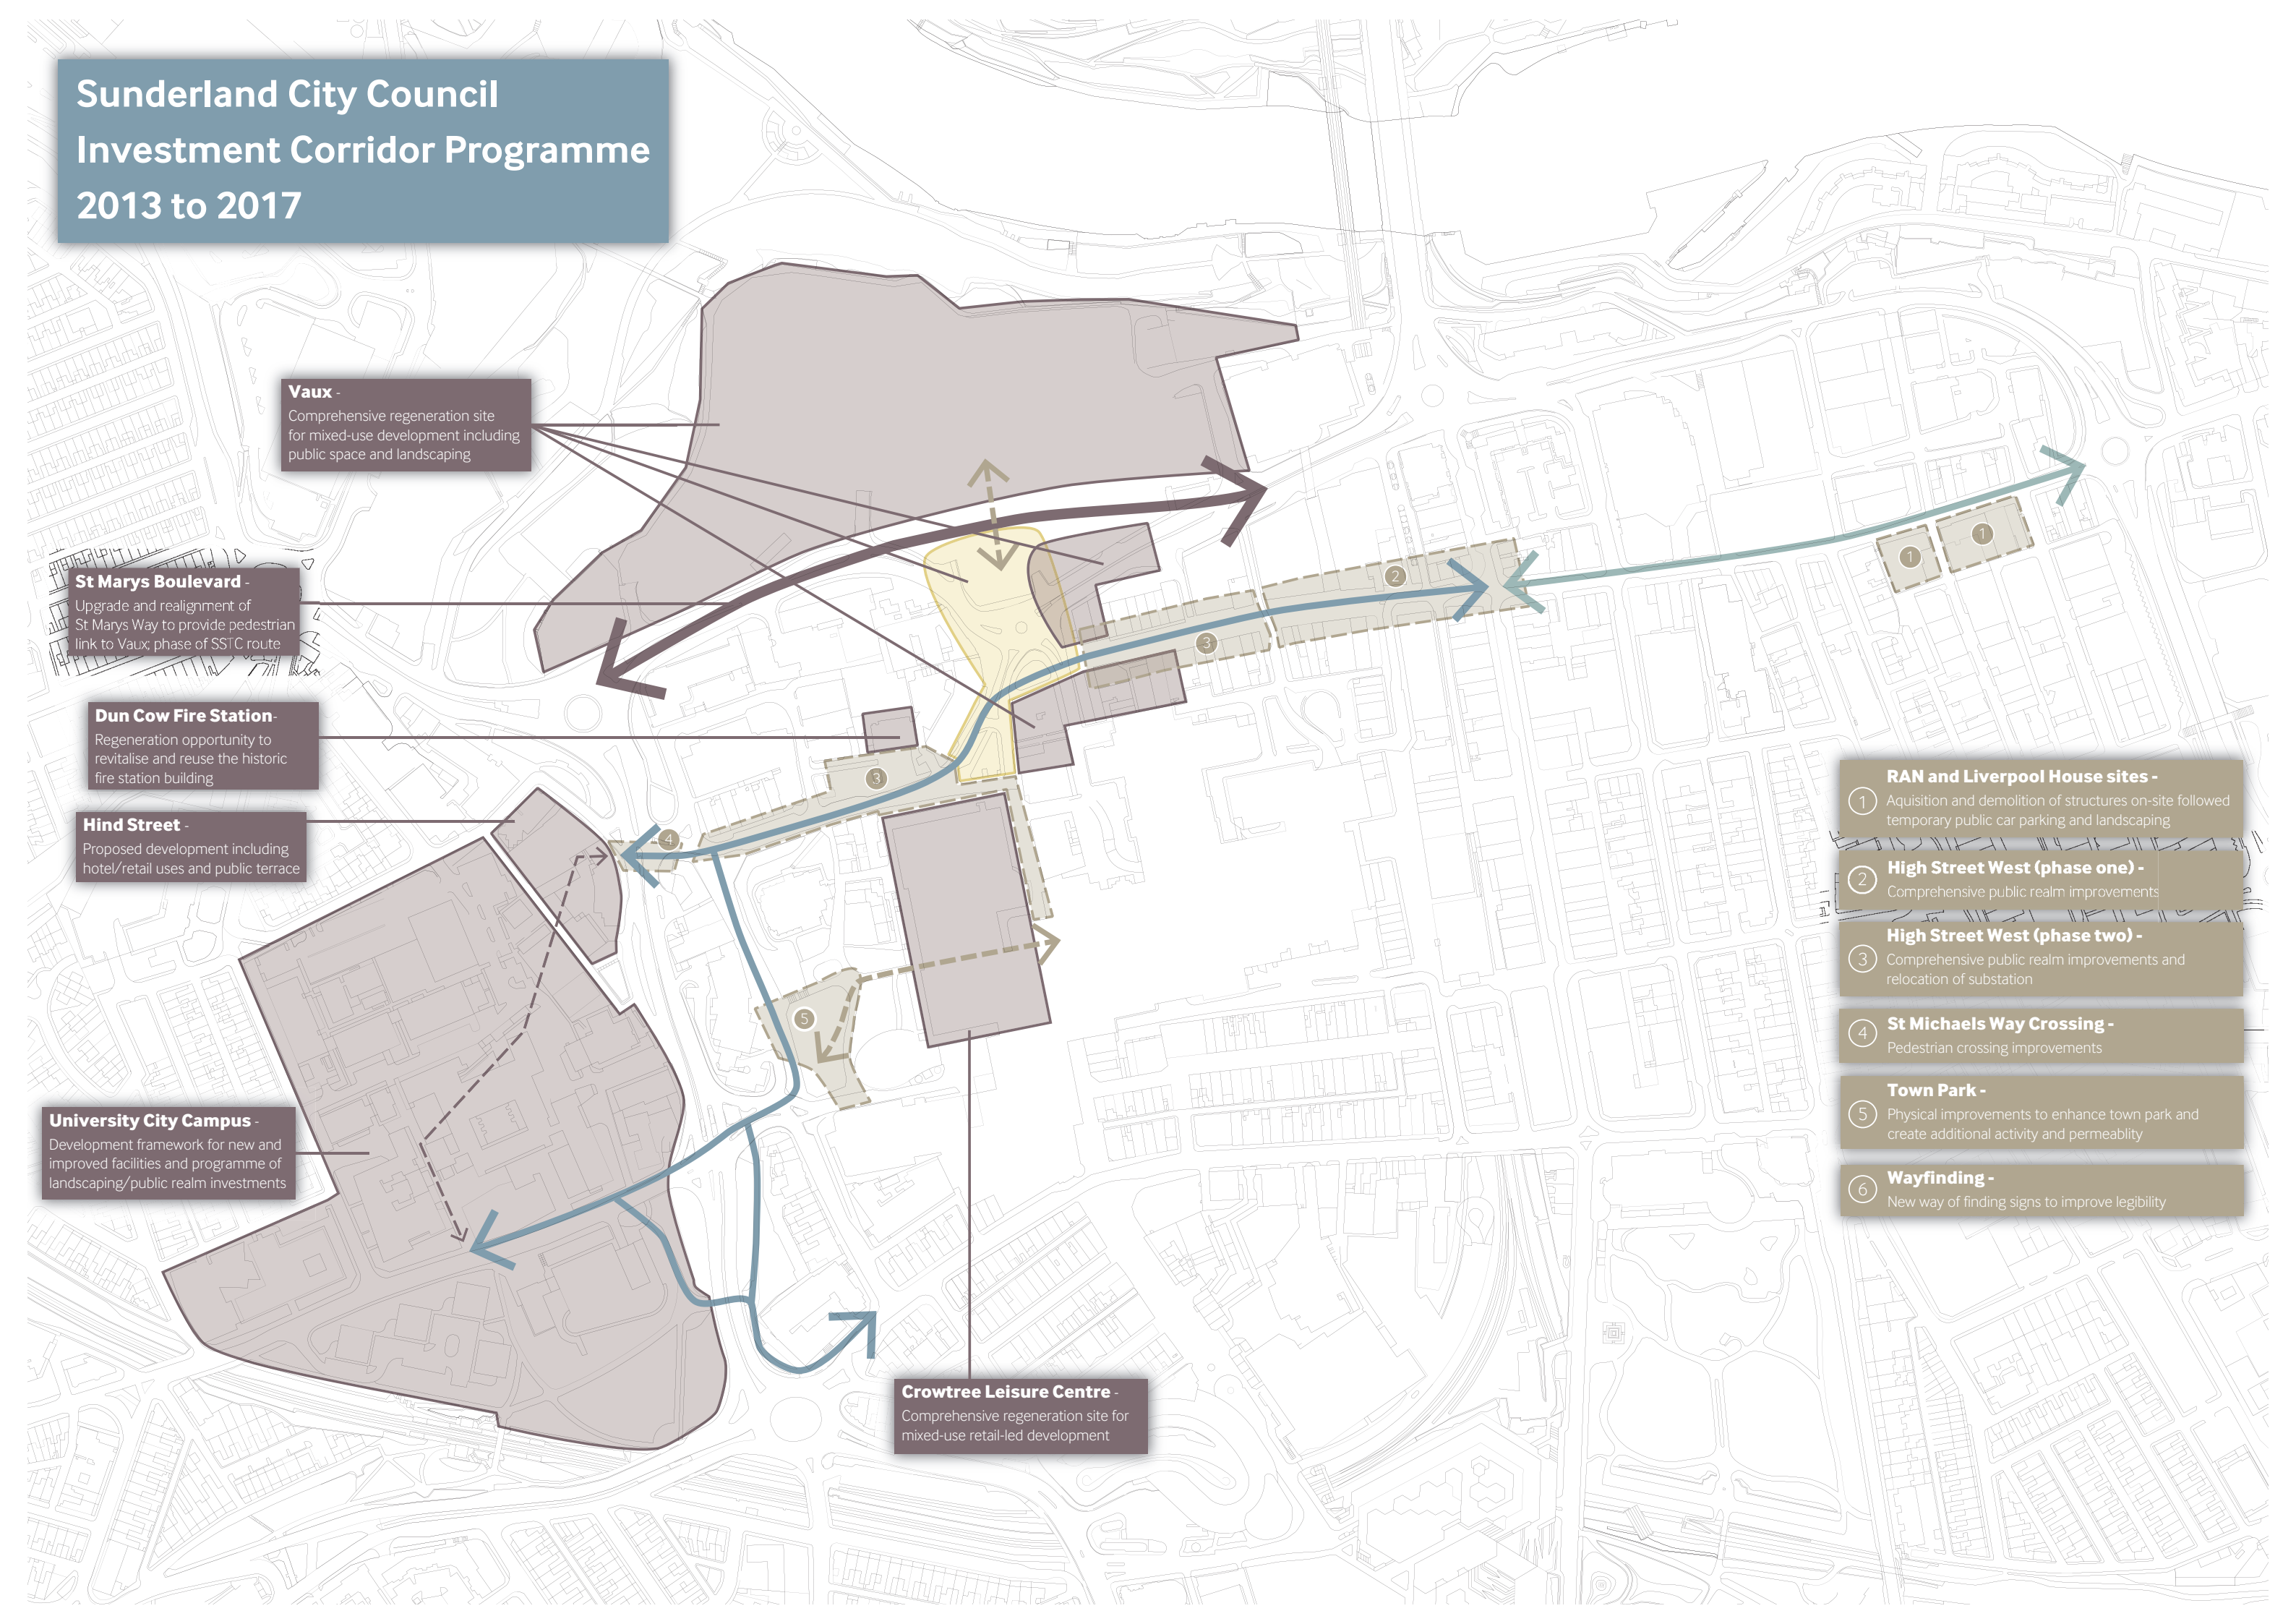 Sunderland City Council
Investment Corridor Programme
2013 to 2017
Vaux -
Comprehensive regeneration site
for mixed-use development including
public space and landscaping
St Marys Boulevard -
Upgrade and realignment of
St Marys Way to provide pedestrian
link to Vaux; phase of SSTC route
Dun Cow Fire Station-
Regeneration opportunity to
revitalise and reuse the historic
fire station building
Hind Street -
Proposed development including
hotel/retail uses and public terrace
University City Campus -
Development framework for new and
improved facilities and programme of
landscaping/public realm investments
Crowtree Leisure Centre -
Comprehensive regeneration site for
mixed-use retail-led development
1
1
2
3
3
4
5
RAN and Liverpool House sites -
1 Aquisition and demolition of structures on-site followed
temporary public car parking and landscaping
High Street West (phase one) -
2 Comprehensive public realm improvements
High Street West (phase two) -
3 Comprehensive public realm improvements and
relocation of substation
St Michaels Way Crossing -
4 Pedestrian crossing improvements
Town Park -
5 Physical improvements to enhance town park and
create additional activity and permeablity
Wayfinding -
6 New way of finding signs to improve legibility